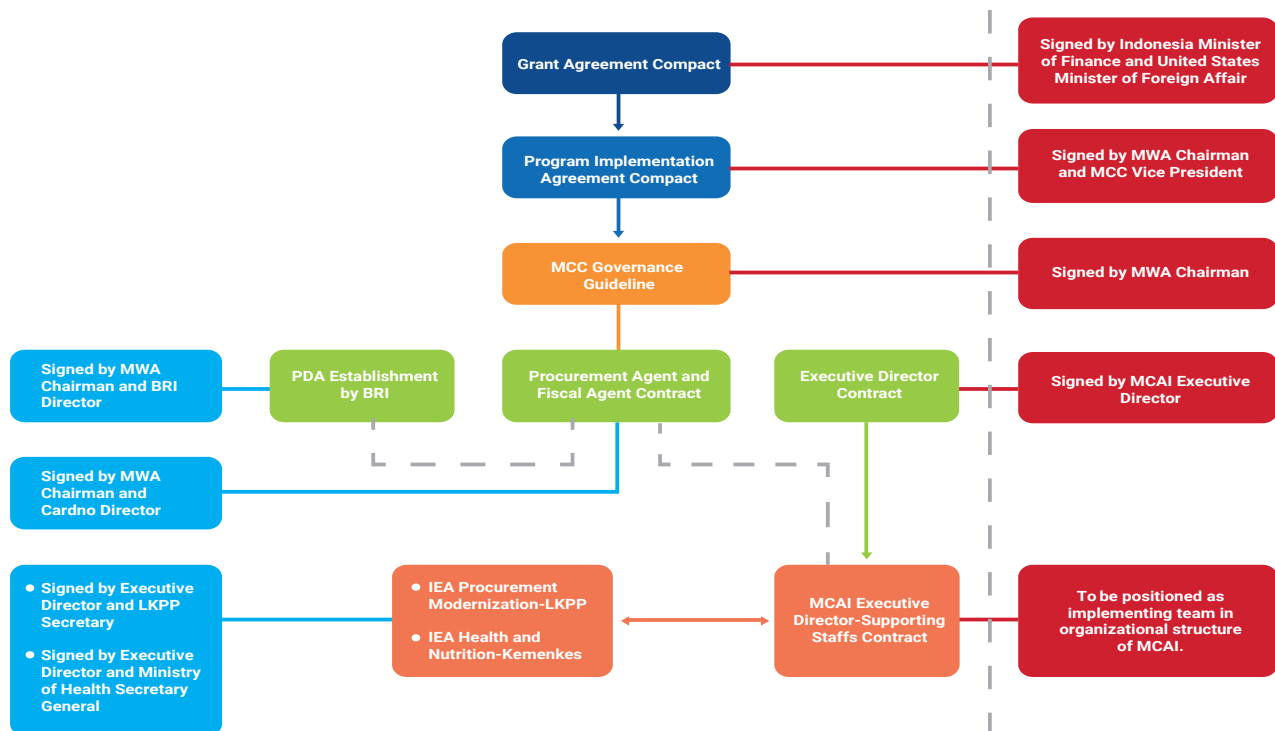 Grant Agreement Compact
Signed by Indonesia Minister
of Finance and United States
Minister of Foreign Affair
Program Implementation
Agreement Compact
Signed by MWA Chairman
and MCC Vice President
MCC Governance
Guideline
Signed by MWA Chairman
Signed by MWA
Chairman and BRI
Director
PDA Establishment
by BRI
Procurement Agent and
Fiscal Agent Contract
Executive Director
Contract
Signed by MCAI Executive
Director
Signed by MWA
Chairman and
Cardno Director
• Signed by Executive
Director and LKPP
Secretary
• Signed by Executive
Director and Ministry
of Health Secretary
General
• IEA Procurement
Modernization-LKPP
• IEA Health and
Nutrition-Kemenkes
MCAI Executive
Director-Supporting
Staffs Contract
To be positioned as
implementing team in
organizational structure
of MCAI.